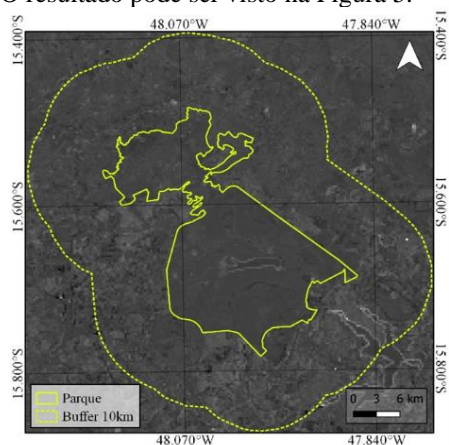 O resultado pode ser visto na Figura 3.
48.070°W 47.840°W
15.400°S 15.400°S
15.600°S 15.600°S
15.800°S 15.800°S
Parque
Buffer 10km
0 3 6 km
48.070°W 47.840°W